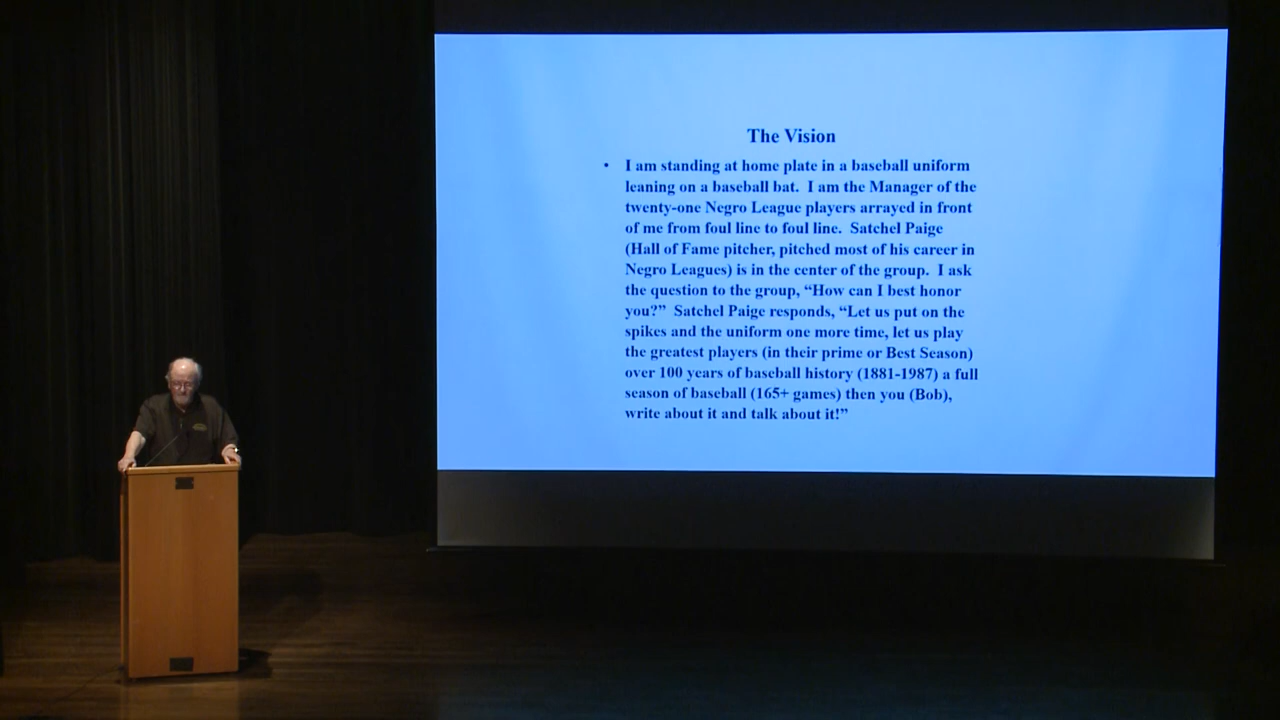 The Vision
• I am standing at home plate in a baseball uniform
leaning on a baseball bat. I am the Manager of the
twenty-one Negro League players arrayed in front
of me from foul line to foul line. Satchel Paige
(Hall of Fame pitcher, pitched most of his career in
Negro Leagues) is in the center of the group. I ask
the question to the group, “How can I best honor
you?” Satchel Paige responds, “Let us put on the
spikes and the uniform one more time, let us play
the greatest players (in their prime or Best Season)
over 100 years of baseball history (1881-1987) a full
season of baseball (165+ games) then you (Bob),
write about it and talk about it!”